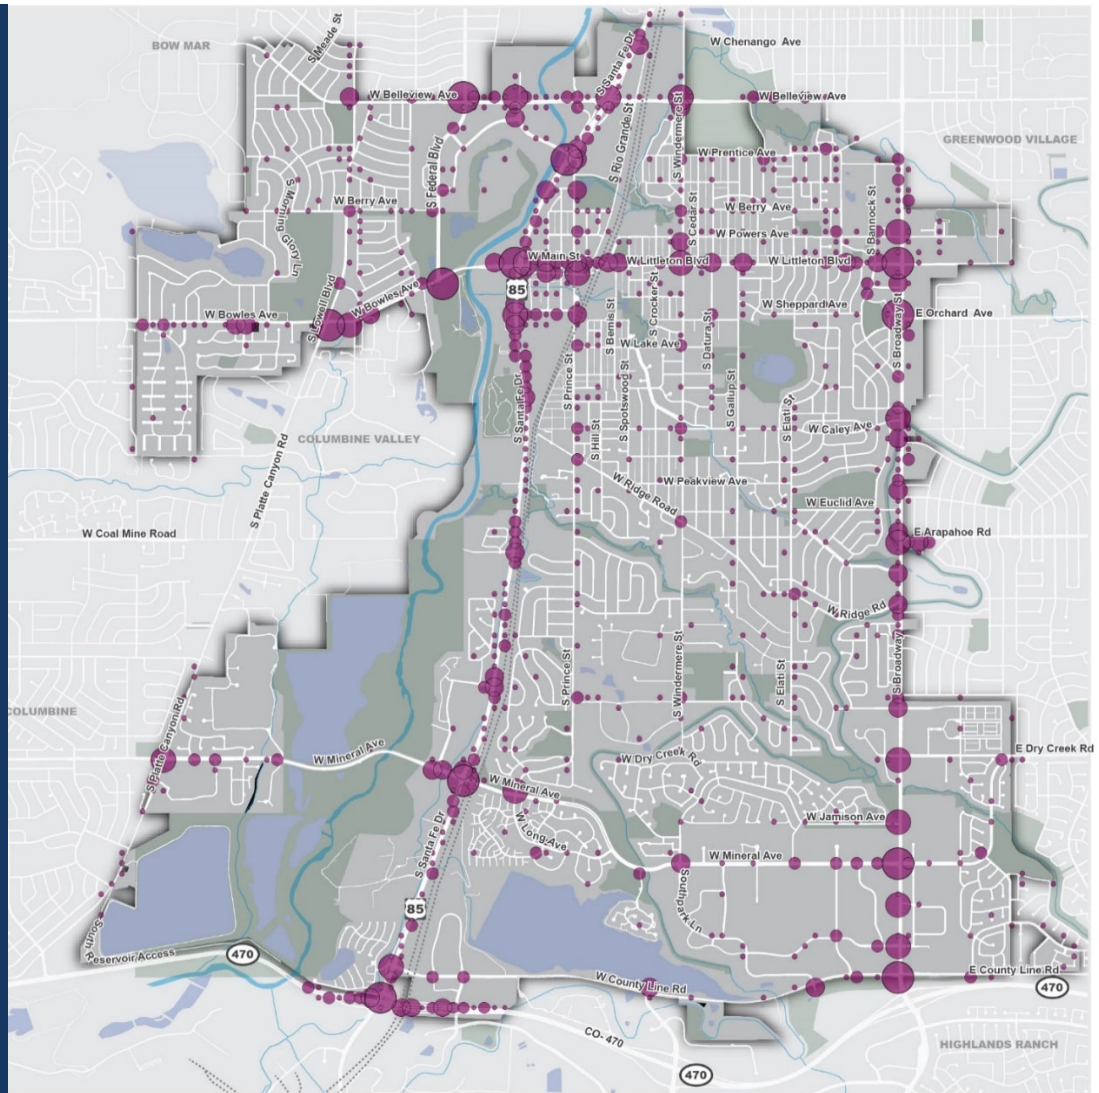 BOW MAR
S Meade St
W Chenango Ave
S Santa Fe Dr
W Belleview Ave
W Belleview Ave
S Rio Grande St
S Windermere St
GREENWOOD VILLAGE
W Prentice Ave
S Federal Blvd
S Morning Glory Ln
W Berry Ave
S Cedar St
W Berry Ave
S Bannock St
W Powers Ave
W Main St
W Littleton Blvd
W Littleton Blvd
85
S Lowell Blvd
W Bowles Ave
W Bowles Ave
S Crocker St
W Sheppard Ave
E Orchard Ave
S Bemis St
S Datura St
S Broadway St
W Lake Ave
S Santa Fe Dr
S Prince St
S Spotswood St
S Gallup St
S Hill St
S Elati St
W Caley Ave
COLUMBINE VALLEY
S Platte Canyon Rd
W Ridge Road
W Peakview Ave
W Euclid Ave
W Coal Mine Road
E Arapahoe Rd
W Ridge Rd
S Prince St
S Windermere St
S Elati St
S Broadway
COLUMBINE
S Platte Canyon Rd
W Mineral Ave
W Dry Creek Rd
E Dry Creek Rd
W Mineral Ave
W Long Ave
W Jamison Ave
S Santa Fe Dr
W Mineral Ave
Southpark Ln
85
South
Reservoir Access
470
W County Line Rd
E County Line Rd
470
CO-470
HIGHLANDS RANCH
470